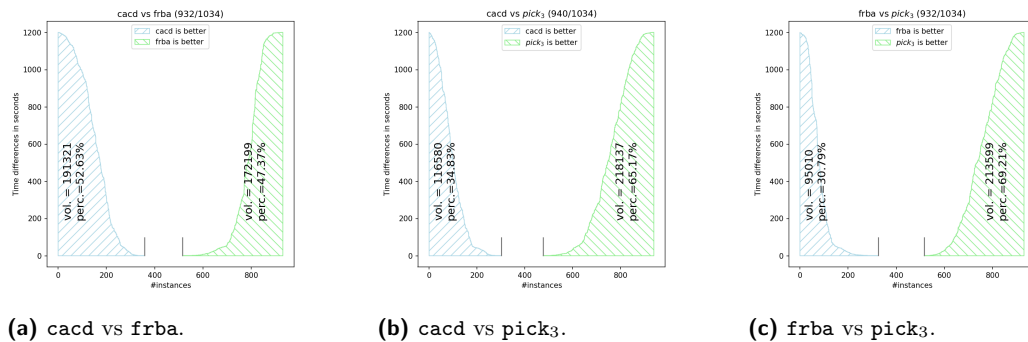 cacd vs frba (932/1034)
cacd is better
frba is better
Time differences in seconds
1200
1000
800
600
400
200
0
vol. = 191321
perc.=52.63%
vol. = 172199
perc.=47.37%
0 200 400 600 800
#instances
(a) cacd vs frba.
cacd vs pick₃ (940/1034)
cacd is better
pick₃ is better
Time differences in seconds
1200
1000
800
600
400
200
0
vol. = 116580
perc.=34.83%
vol. = 218137
perc.=65.17%
0 200 400 600 800
#instances
(b) cacd vs pick₃.
frba vs pick₃ (932/1034)
frba is better
pick₃ is better
Time differences in seconds
1200
1000
800
600
400
200
0
vol. = 95010
perc.=30.79%
vol. = 213599
perc.=69.21%
0 200 400 600 800
#instances
(c) frba vs pick₃.